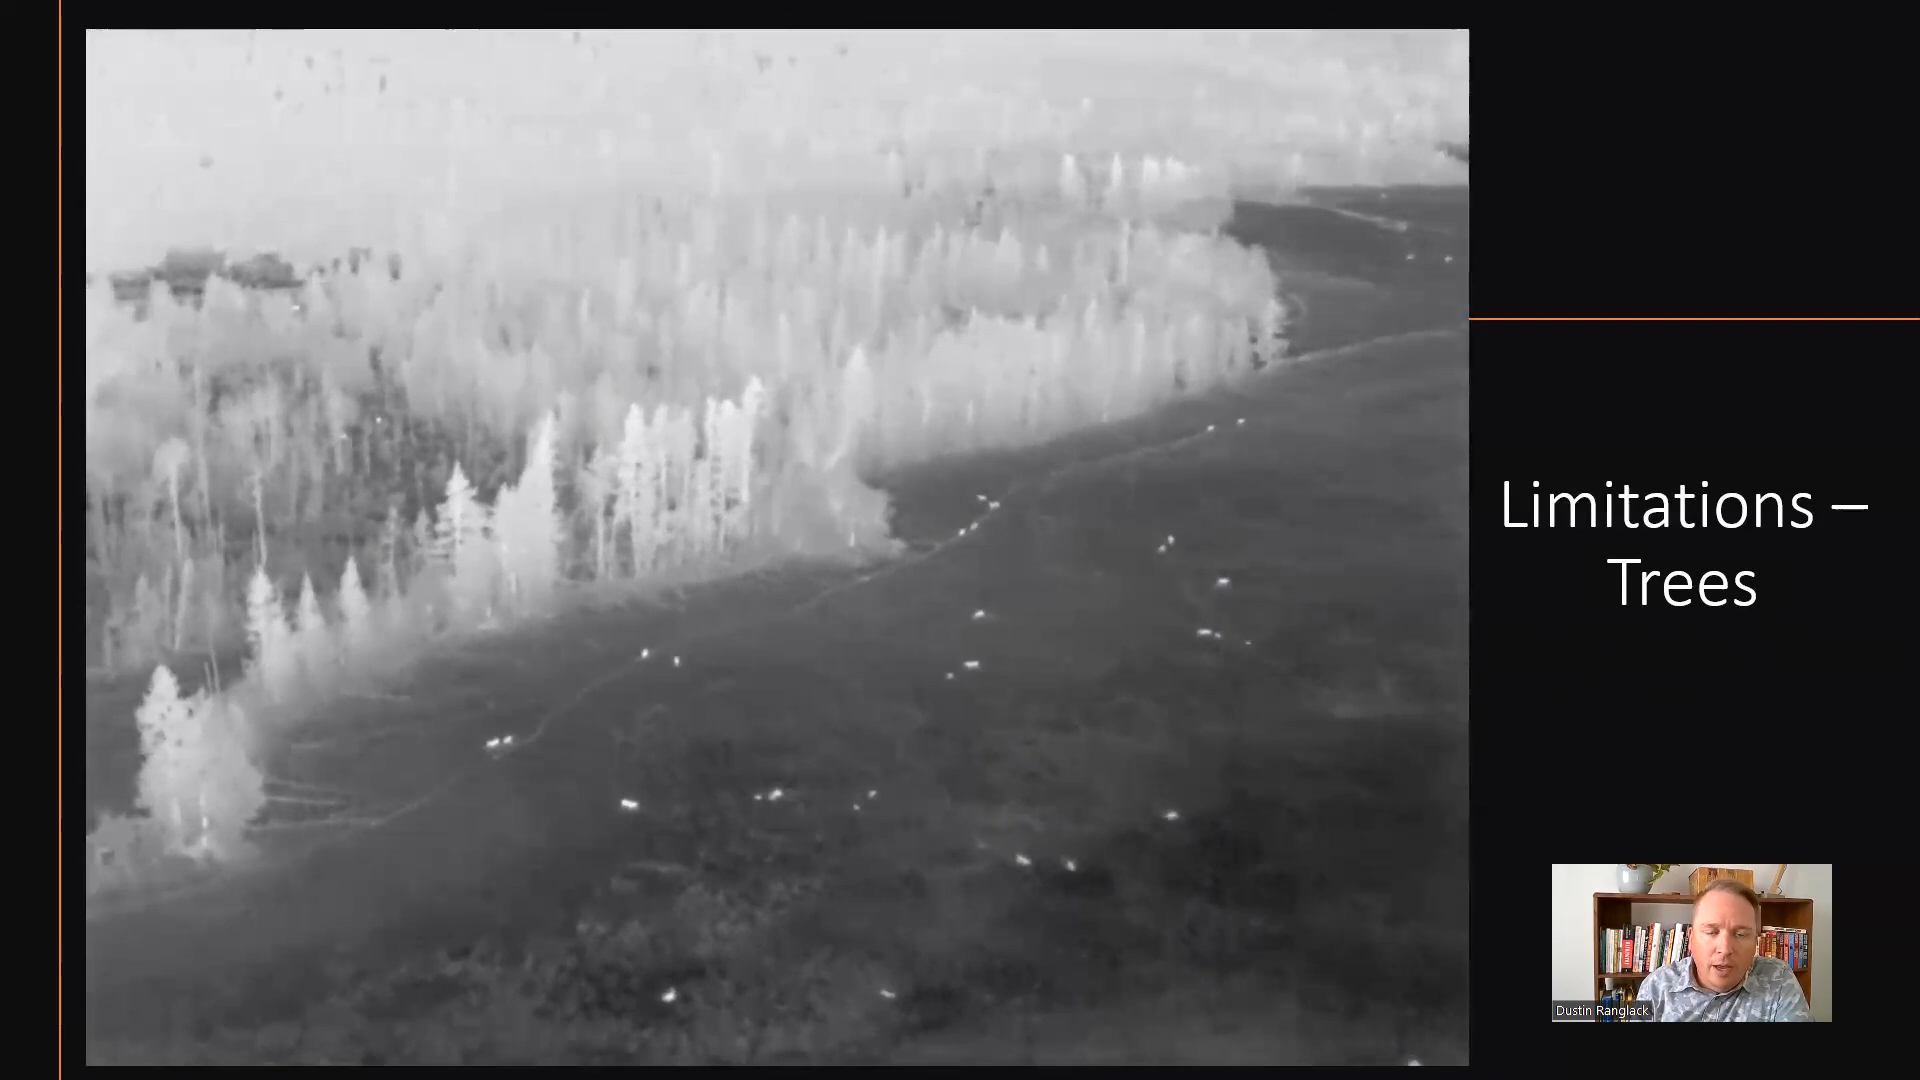 Limitations –
Trees
Dustin Ranglack